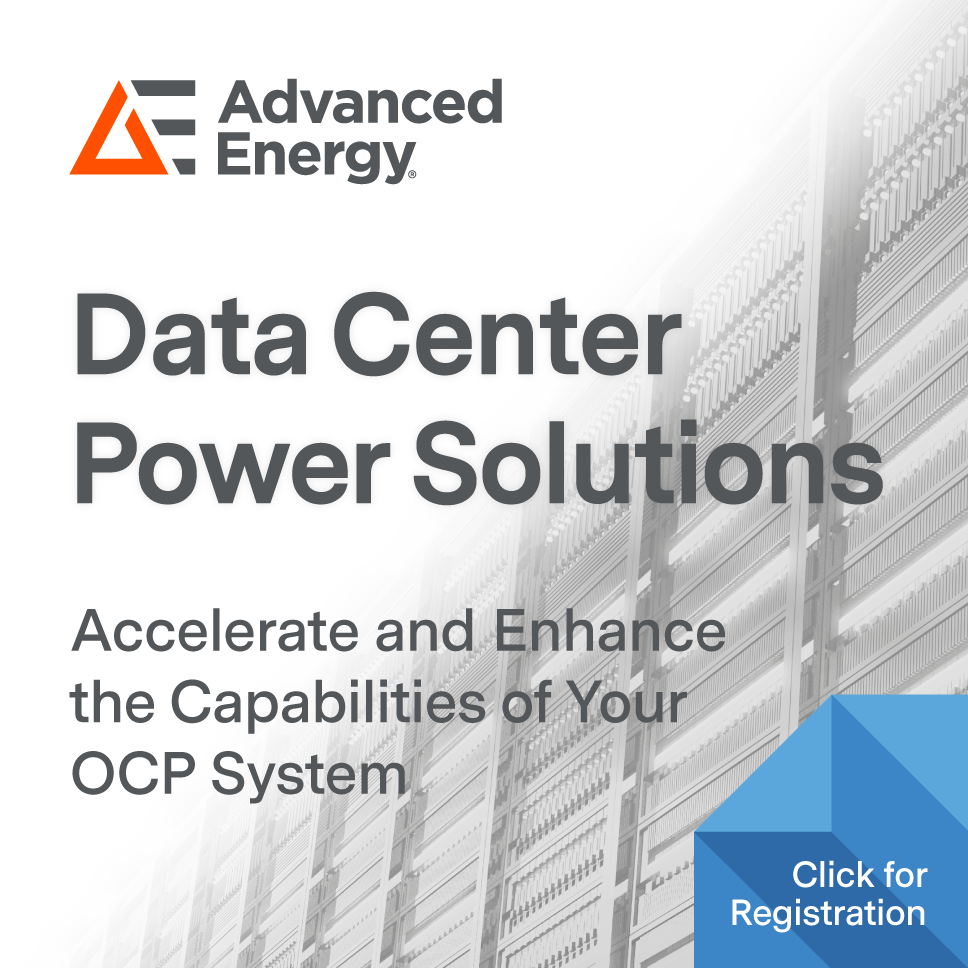 Advanced
Energy®
Data Center
Power Solutions
Accelerate and Enhance
the Capabilities of Your
OCP System
Click for
Registration